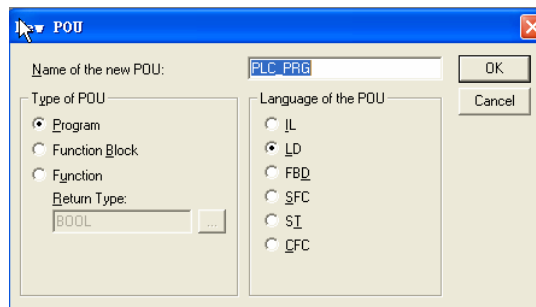 New POU
Name of the new POU:
PLC_PRG
OK
Cancel
Type of POU
Program
Function Block
Function
Return Type:
BOOL
...
Language of the POU
IL
LD
FBD
SFC
ST
CFC